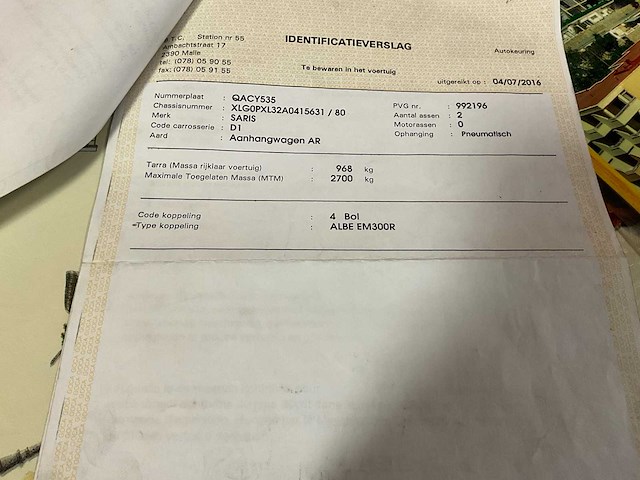 Station nr 55
Ambachtstraat 17
2390 Malle
tel: (078) 05 90 55
fax: (078) 05 91 55
IDENTIFICATIEVERSLAG
Autokeuring
Te bewaren in het voertuig
uitgereikt op : 04/07/2016
Nummerplaat : QACY535
Chassisnummer : XLG0PXL32A0415631 / 80
Merk : SARIS
Code carrosserie : D1
Aard : Aanhangwagen AR
PVG nr. : 992196
Aantal assen : 2
Motorassen : 0
Ophanging : Pneumatisch
Tarra (Massa rijklaar voertuig) : 968 kg
Maximale Toegelaten Massa (MTM) : 2700 kg
Code koppeling : 4 Bol
Type koppeling : ALBE EM300R